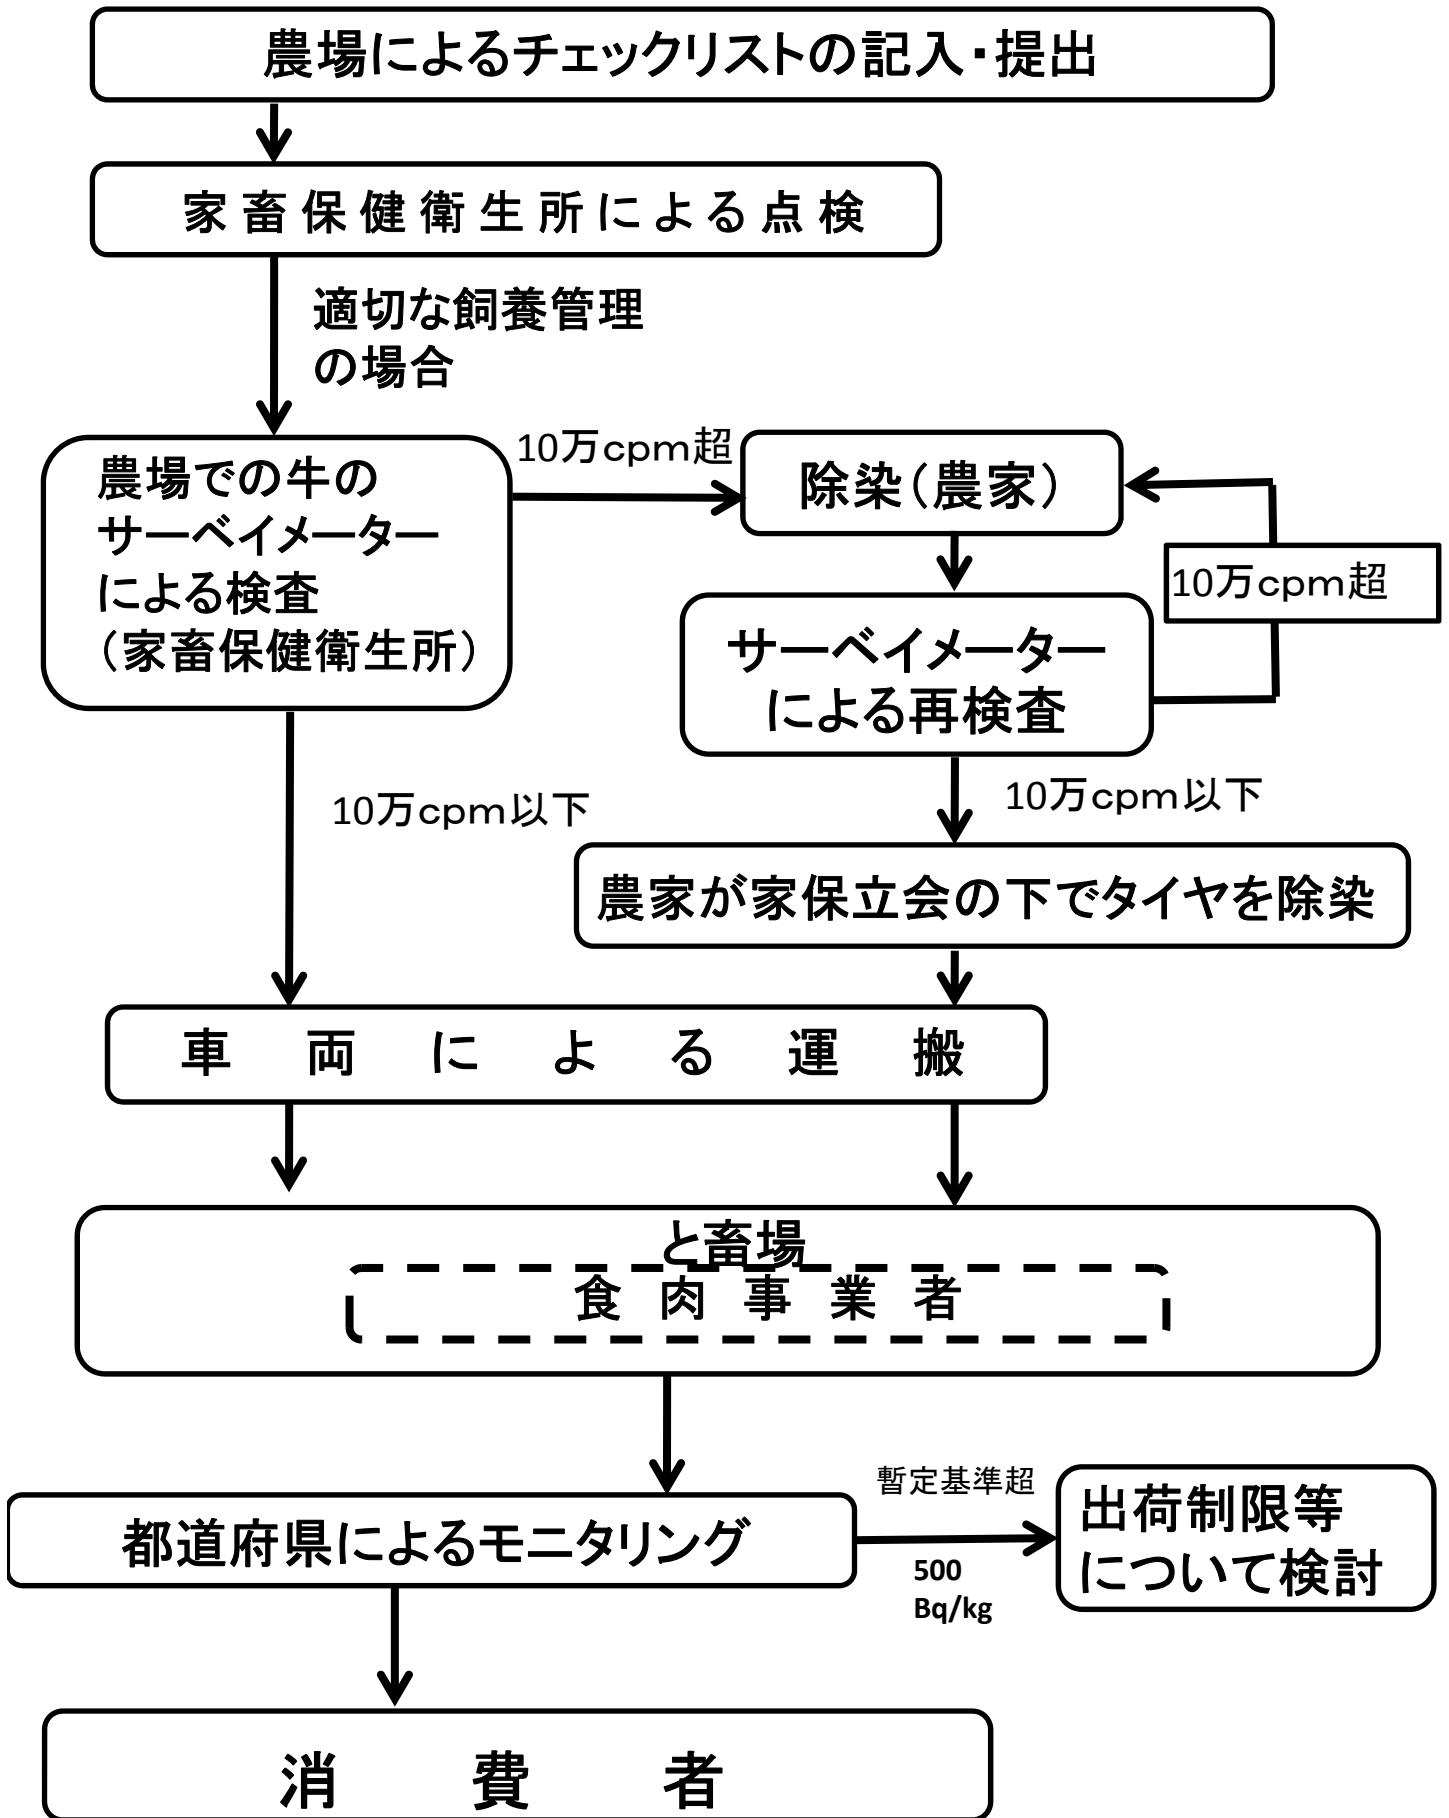 農場によるチェックリストの記入・提出
家畜保健衛生所による点検
適切な飼養管理
の場合
農場での牛の
サーベイメーター
による検査
（家畜保健衛生所）
10万cpm超
除染（農家）
10万cpm超
サーベイメーター
による再検査
10万cpm以下
10万cpm以下
農家が家保立会の下でタイヤを除染
車両による運搬
と畜場
食肉事業者
都道府県によるモニタリング
暫定基準超
500
Bq/kg
出荷制限等
について検討
消費者